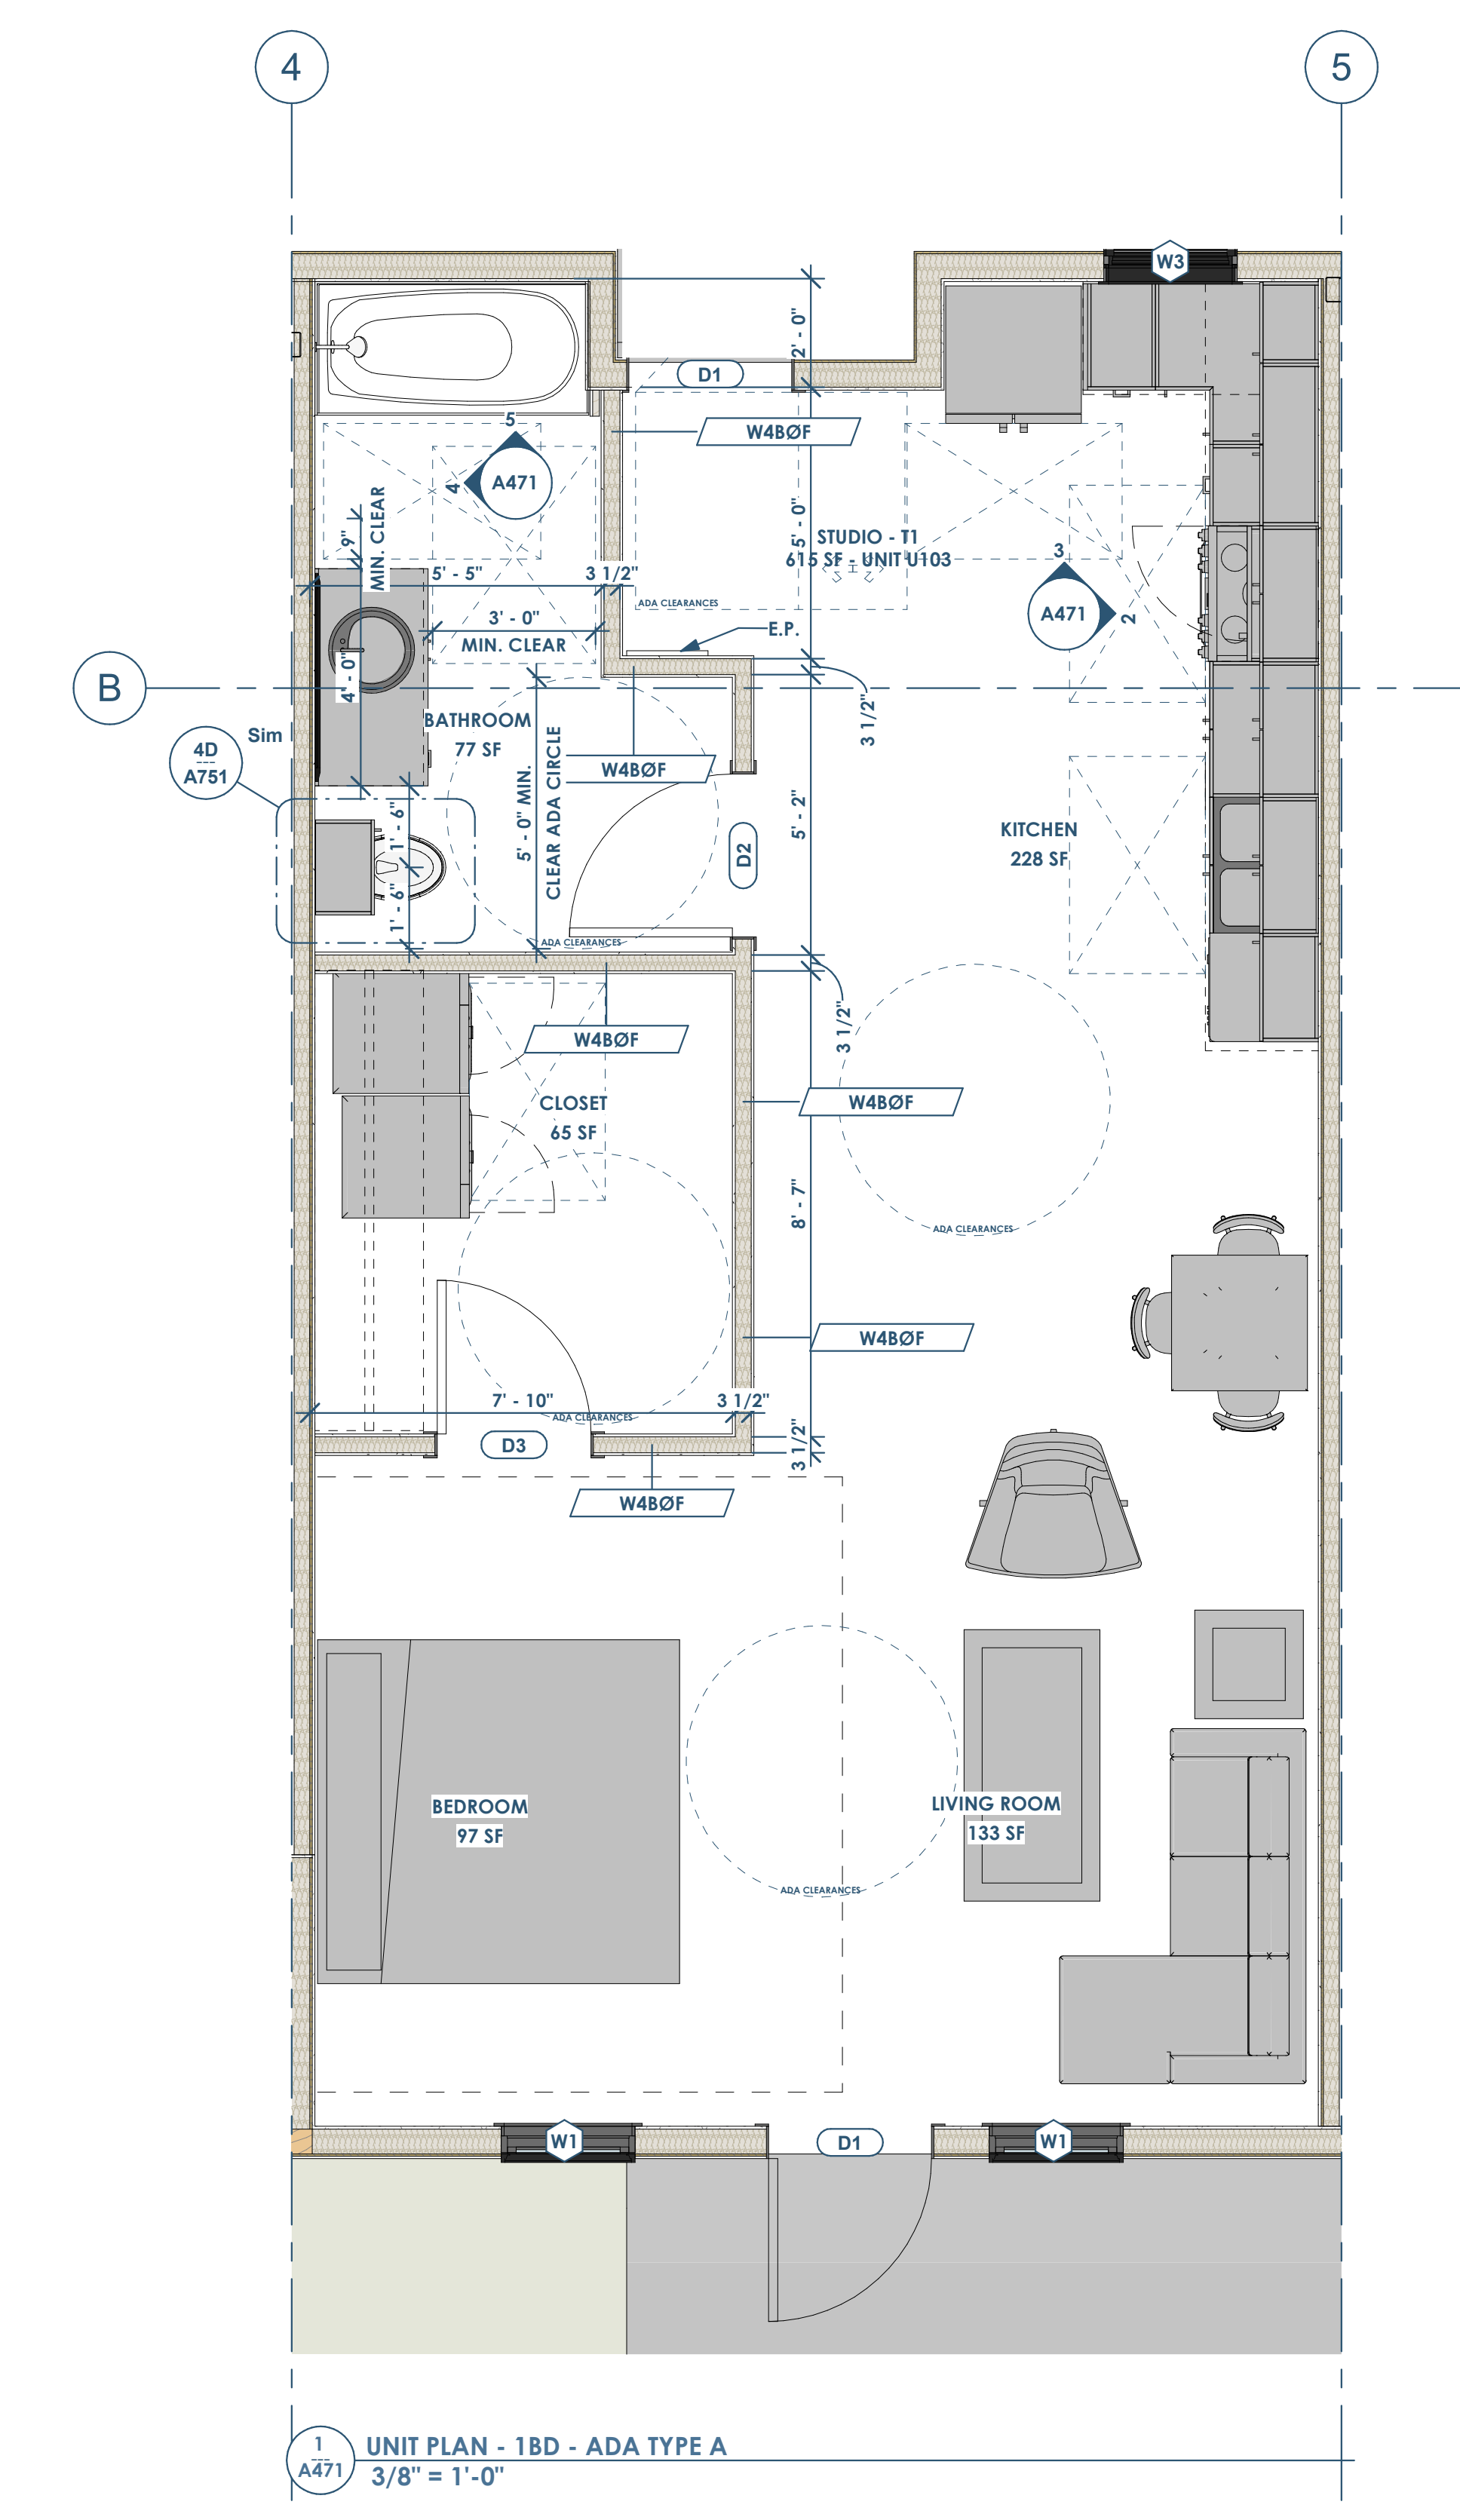 4
5
W3
D1
2' - 0"
W4BØF
5
4
A471
MIN. CLEAR
9"
5' - 0"
STUDIO - T1
615 SF - UNIT U103
3
A471
2
5' - 5"
3 1/2"
ADA CLEARANCES
3' - 0"
MIN. CLEAR
E.P.
4' - 0"
B
3 1/2"
BATHROOM
77 SF
Sim
4D
---
A751
W4BØF
5' - 0" MIN.
CLEAR ADA CIRCLE
1' - 6"
1' - 6"
5' - 2"
D2
KITCHEN
228 SF
ADA CLEARANCES
3 1/2"
W4BØF
CLOSET
65 SF
W4BØF
8' - 7"
ADA CLEARANCES
W4BØF
7' - 10"
3 1/2"
ADA CLEARANCES
D3
3 1/2"
W4BØF
BEDROOM
97 SF
LIVING ROOM
133 SF
ADA CLEARANCES
W1
D1
W1
1
---
A471
UNIT PLAN - 1BD - ADA TYPE A
3/8" = 1'-0"